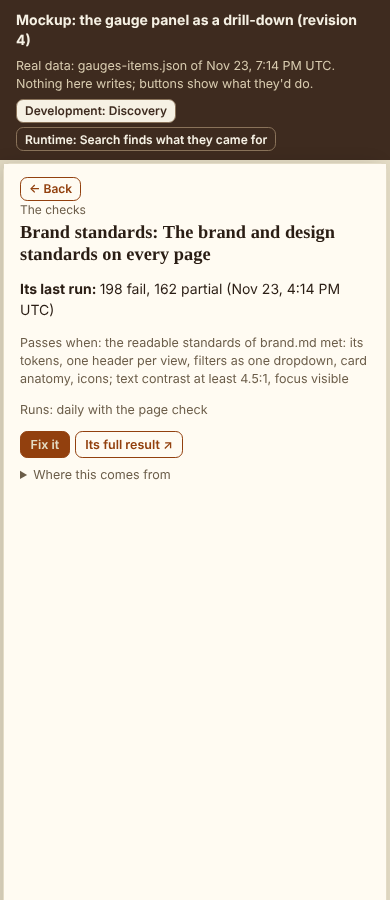 Mockup: the gauge panel as a drill-down (revision
4)
Real data: gauges-items.json of Nov 23, 7:14 PM UTC.
Nothing here writes; buttons show what they'd do.
Development: Discovery
Runtime: Search finds what they came for
← Back
The checks
Brand standards: The brand and design
standards on every page
Its last run: 198 fail, 162 partial (Nov 23, 4:14 PM
UTC)
Passes when: the readable standards of brand.md met: its
tokens, one header per view, filters as one dropdown, card
anatomy, icons; text contrast at least 4.5:1, focus visible
Runs: daily with the page check
Fix it
Its full result ↗
▶ Where this comes from